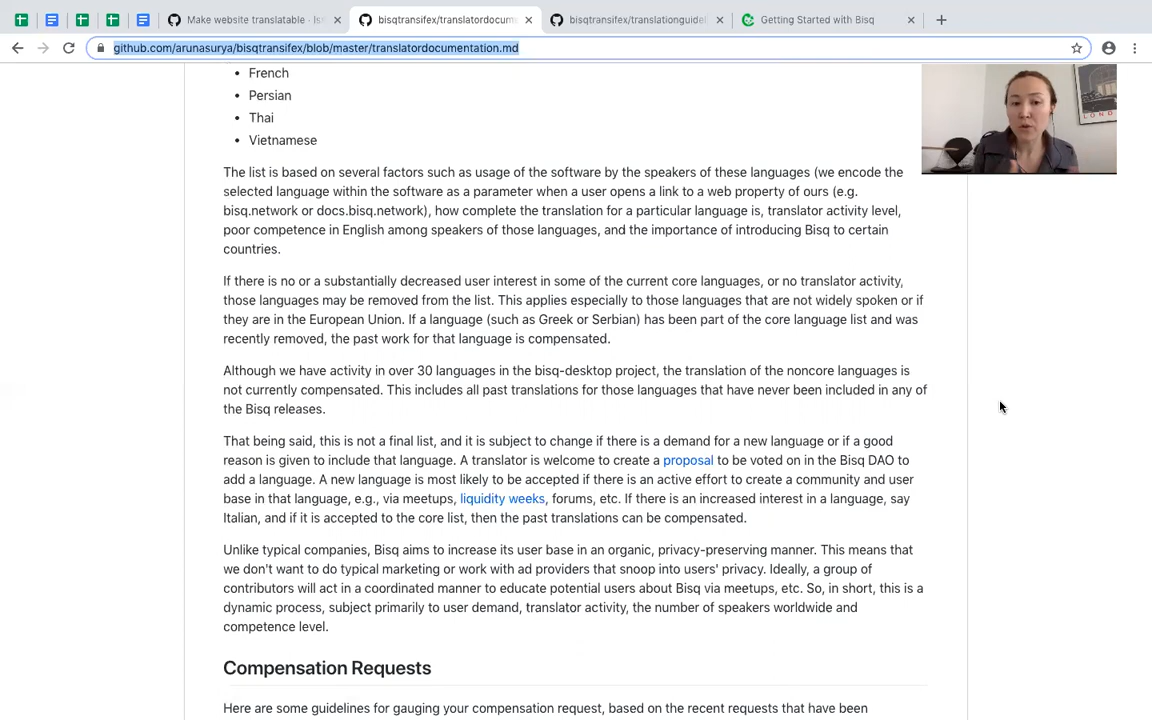 Make website translatable · Iss
bisqtransifex/translatordocum
bisqtransifex/translationguidel
Getting Started with Bisq
github.com/arunasurya/bisqtransifex/blob/master/translatordocumentation.md
• French
• Persian
• Thai
• Vietnamese
The list is based on several factors such as usage of the software by the speakers of these languages (we encode the
selected language within the software as a parameter when a user opens a link to a web property of ours (e.g.
bisq.network or docs.bisq.network), how complete the translation for a particular language is, translator activity level,
poor competence in English among speakers of those languages, and the importance of introducing Bisq to certain
countries.
If there is no or a substantially decreased user interest in some of the current core languages, or no translator activity,
those languages may be removed from the list. This applies especially to those languages that are not widely spoken or if
they are in the European Union. If a language (such as Greek or Serbian) has been part of the core language list and was
recently removed, the past work for that language is compensated.
Although we have activity in over 30 languages in the bisq-desktop project, the translation of the noncore languages is
not currently compensated. This includes all past translations for those languages that have never been included in any of
the Bisq releases.
That being said, this is not a final list, and it is subject to change if there is a demand for a new language or if a good
reason is given to include that language. A translator is welcome to create a proposal to be voted on in the Bisq DAO to
add a language. A new language is most likely to be accepted if there is an active effort to create a community and user
base in that language, e.g., via meetups, liquidity weeks, forums, etc. If there is an increased interest in a language, say
Italian, and if it is accepted to the core list, then the past translations can be compensated.
Unlike typical companies, Bisq aims to increase its user base in an organic, privacy-preserving manner. This means that
we don't want to do typical marketing or work with ad providers that snoop into users' privacy. Ideally, a group of
contributors will act in a coordinated manner to educate potential users about Bisq via meetups, etc. So, in short, this is a
dynamic process, subject primarily to user demand, translator activity, the number of speakers worldwide and
competence level.
Compensation Requests
Here are some guidelines for gauging your compensation request, based on the recent requests that have been